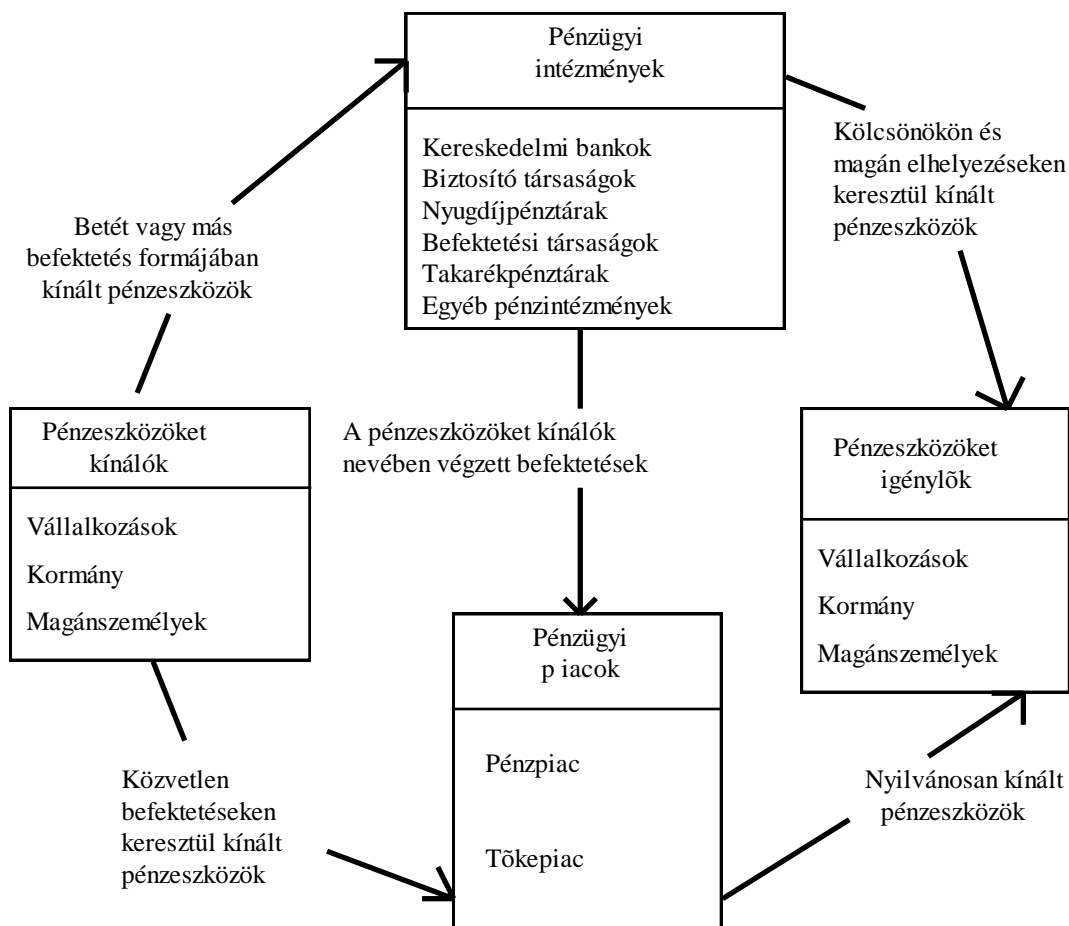 Pénzügyi
intézmények
Kereskedelmi bankok
Biztosító társaságok
Nyugdíjpénztárak
Befektetési társaságok
Takarékpénztárak
Egyéb pénzintézmények
Kölcsönökön és
magán elhelyezéseken
keresztül kínált
pénzeszközök
Betét vagy más
befektetés formájában
kínált pénzeszközök
Pénzeszközöket
kínálók
Vállalkozások
Kormány
Magánszemélyek
A pénzeszközöket kínálók
nevében végzett befektetések
Pénzeszközöket
igénylõk
Vállalkozások
Kormány
Magánszemélyek
Pénzügyi
p iacok
Pénzpiac
Tõkepiac
Közvetlen
befektetéseken
keresztül kínált
pénzeszközök
Nyilvánosan kínált
pénzeszközök